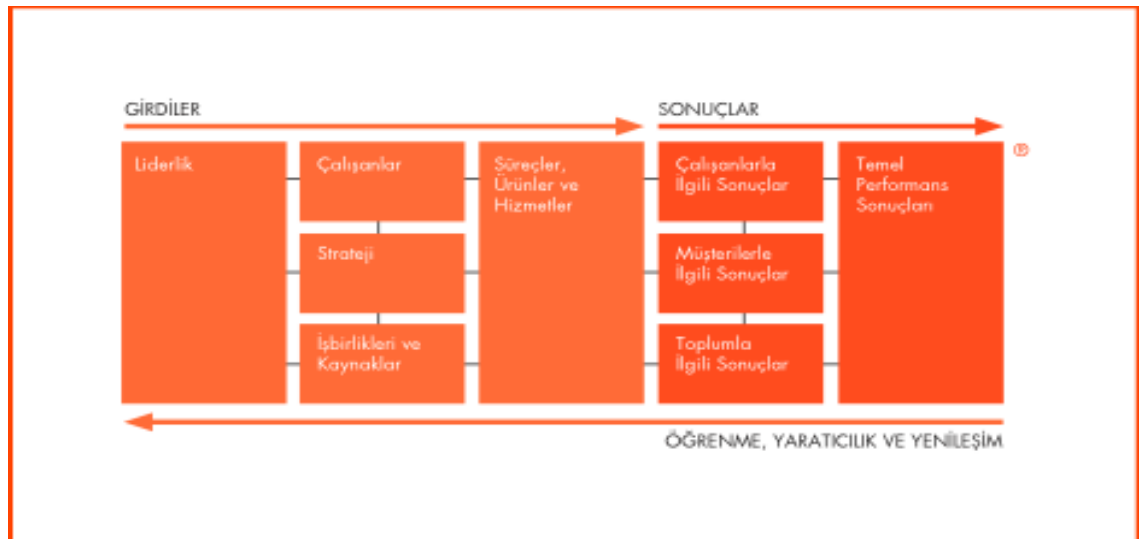 GİRDİLER
SONUÇLAR
Liderlik
Çalışanlar
Süreçler,
Ürünler ve
Hizmetler
Çalışanlarla
İlgili Sonuçlar
Temel
Performans
Sonuçları
®
Strateji
Müşterilerle
İlgili Sonuçlar
İşbirlikleri ve
Kaynaklar
Toplumla
İlgili Sonuçlar
ÖĞRENME, YARATICILIK VE YENİLEŞİM